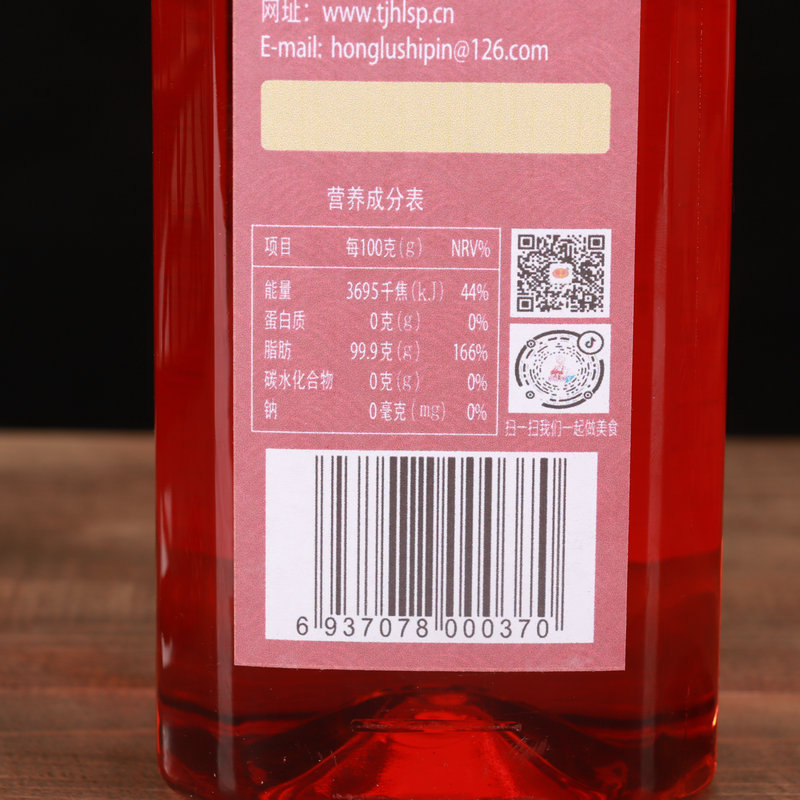 网址：www.tjhlsp.cn
E-mail: honglushipin@126.com
营养成分表
项目 每100克(g) NRV%
能量 3695千焦(kJ) 44%
蛋白质 0克(g) 0%
脂肪 99.9克(g) 166%
碳水化合物 0克(g) 0%
钠 0毫克(mg) 0%
扫一扫我们一起做美食
6 937078 000370